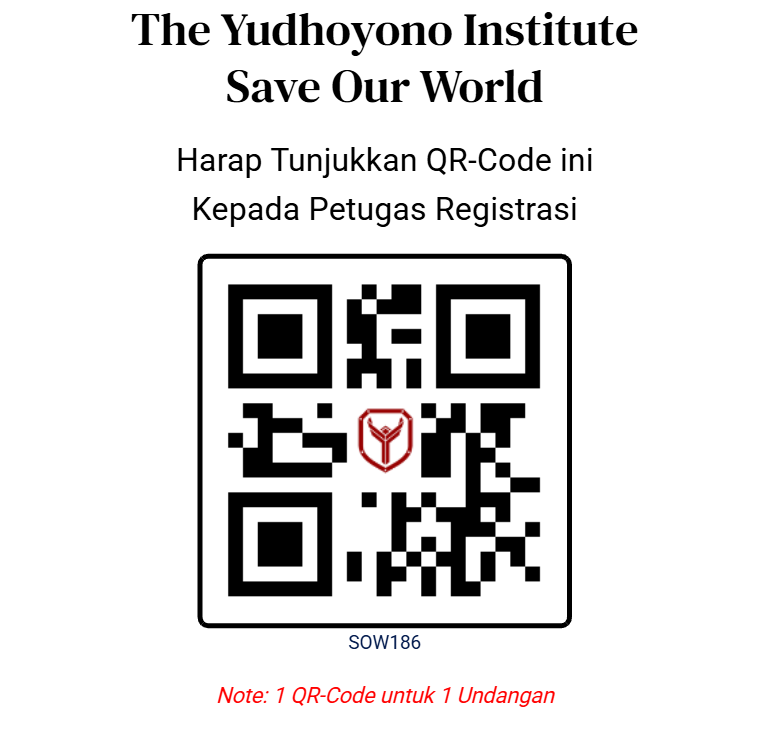 The Yudhoyono Institute
Save Our World
Harap Tunjukkan QR-Code ini
Kepada Petugas Registrasi
SOW186
Note: 1 QR-Code untuk 1 Undangan